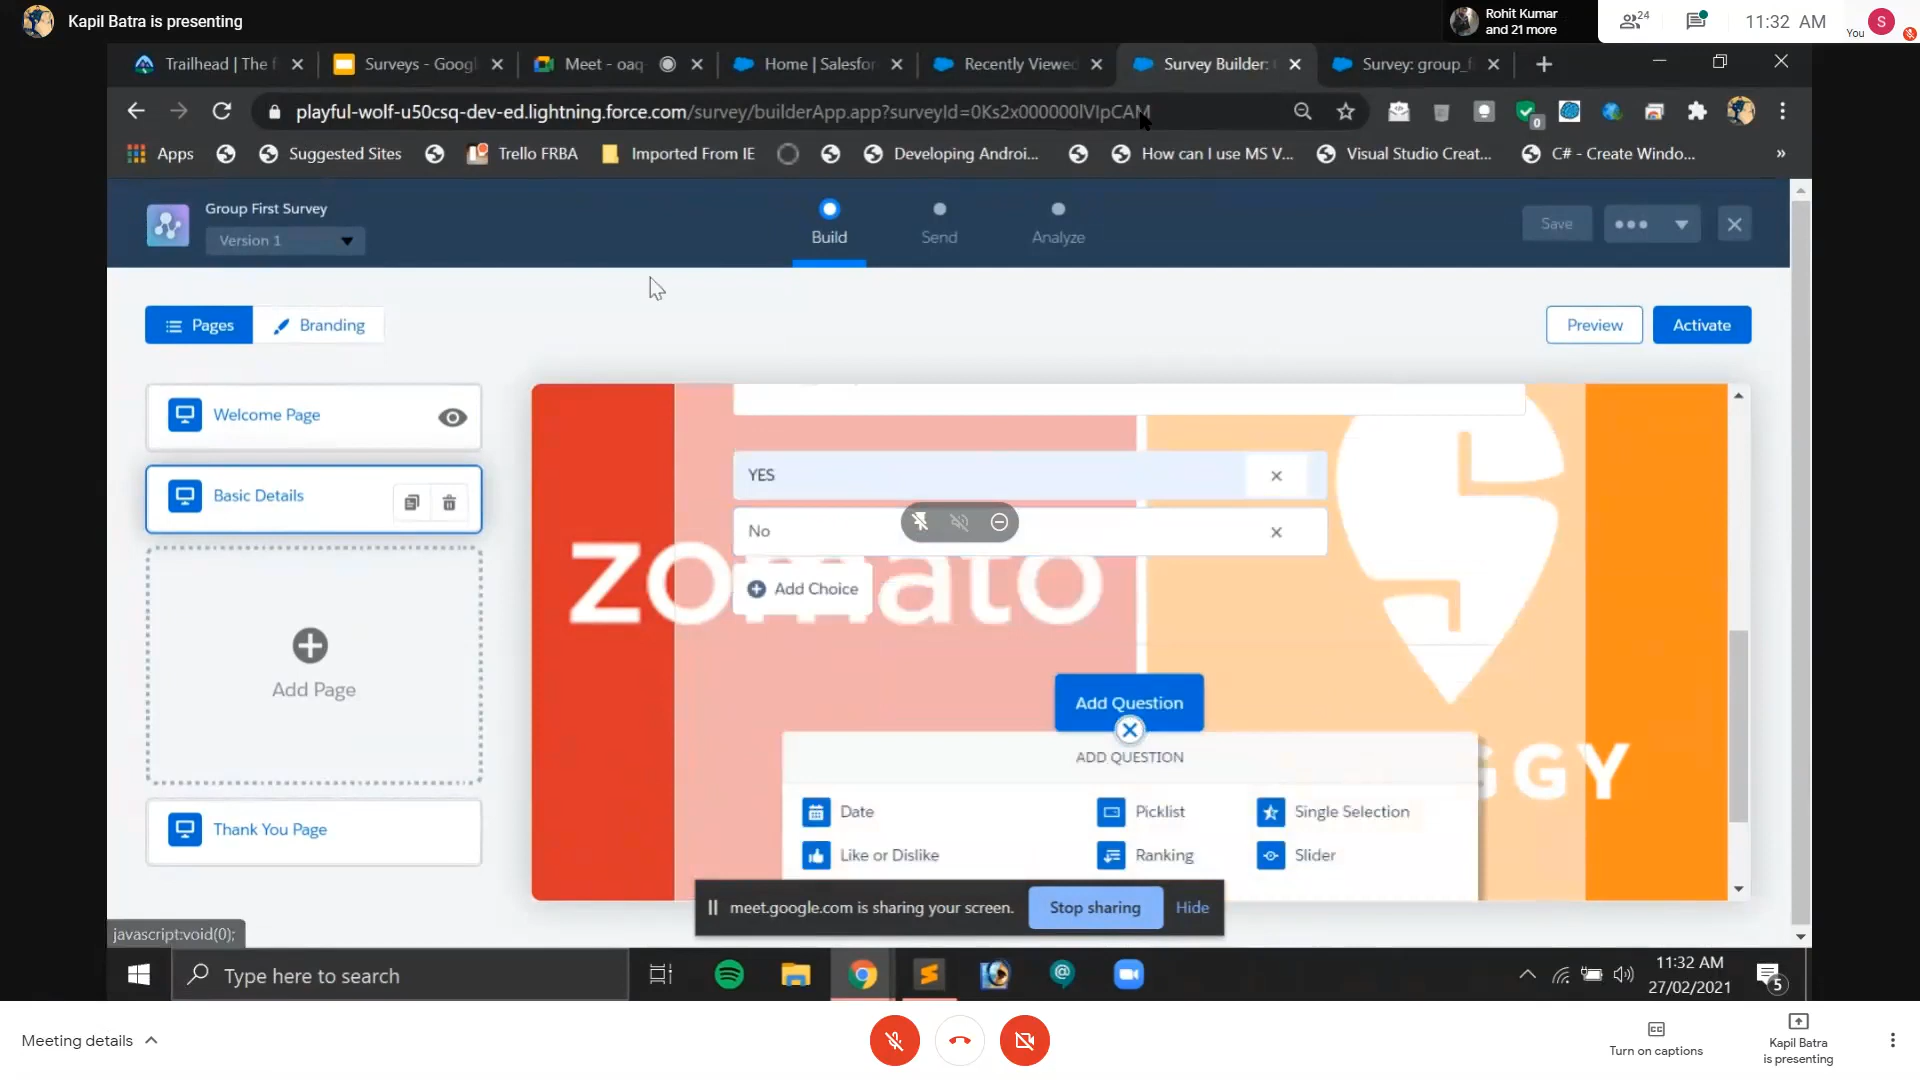 Kapil Batra is presenting
Rohit Kumar
and 21 more
24
11:32 AM
You
S
Trailhead | The f
Surveys - Googl
Meet - oaq
Home | Salesfor
Recently Viewed
Survey Builder:
Survey: group_f
playful-wolf-u50csq-dev-ed.lightning.force.com/survey/builderApp.app?surveyId=0Ks2x000000lVIpCAM
0
Apps
Suggested Sites
Trello FRBA
Imported From IE
Developing Androi...
How can I use MS V...
Visual Studio Creat...
C# - Create Windo...
»
Group First Survey
Version 1
Build
Send
Analyze
Save
Pages
Branding
Preview
Activate
Welcome Page
Basic Details
Add Page
Thank You Page
YES
No
zomato
Add Choice
Add Question
ADD QUESTION
GGY
Date
Picklist
Single Selection
Like or Dislike
Ranking
Slider
meet.google.com is sharing your screen.
Stop sharing
Hide
javascript:void(0);
Type here to search
11:32 AM
27/02/2021
5
Meeting details
Turn on captions
Kapil Batra
is presenting